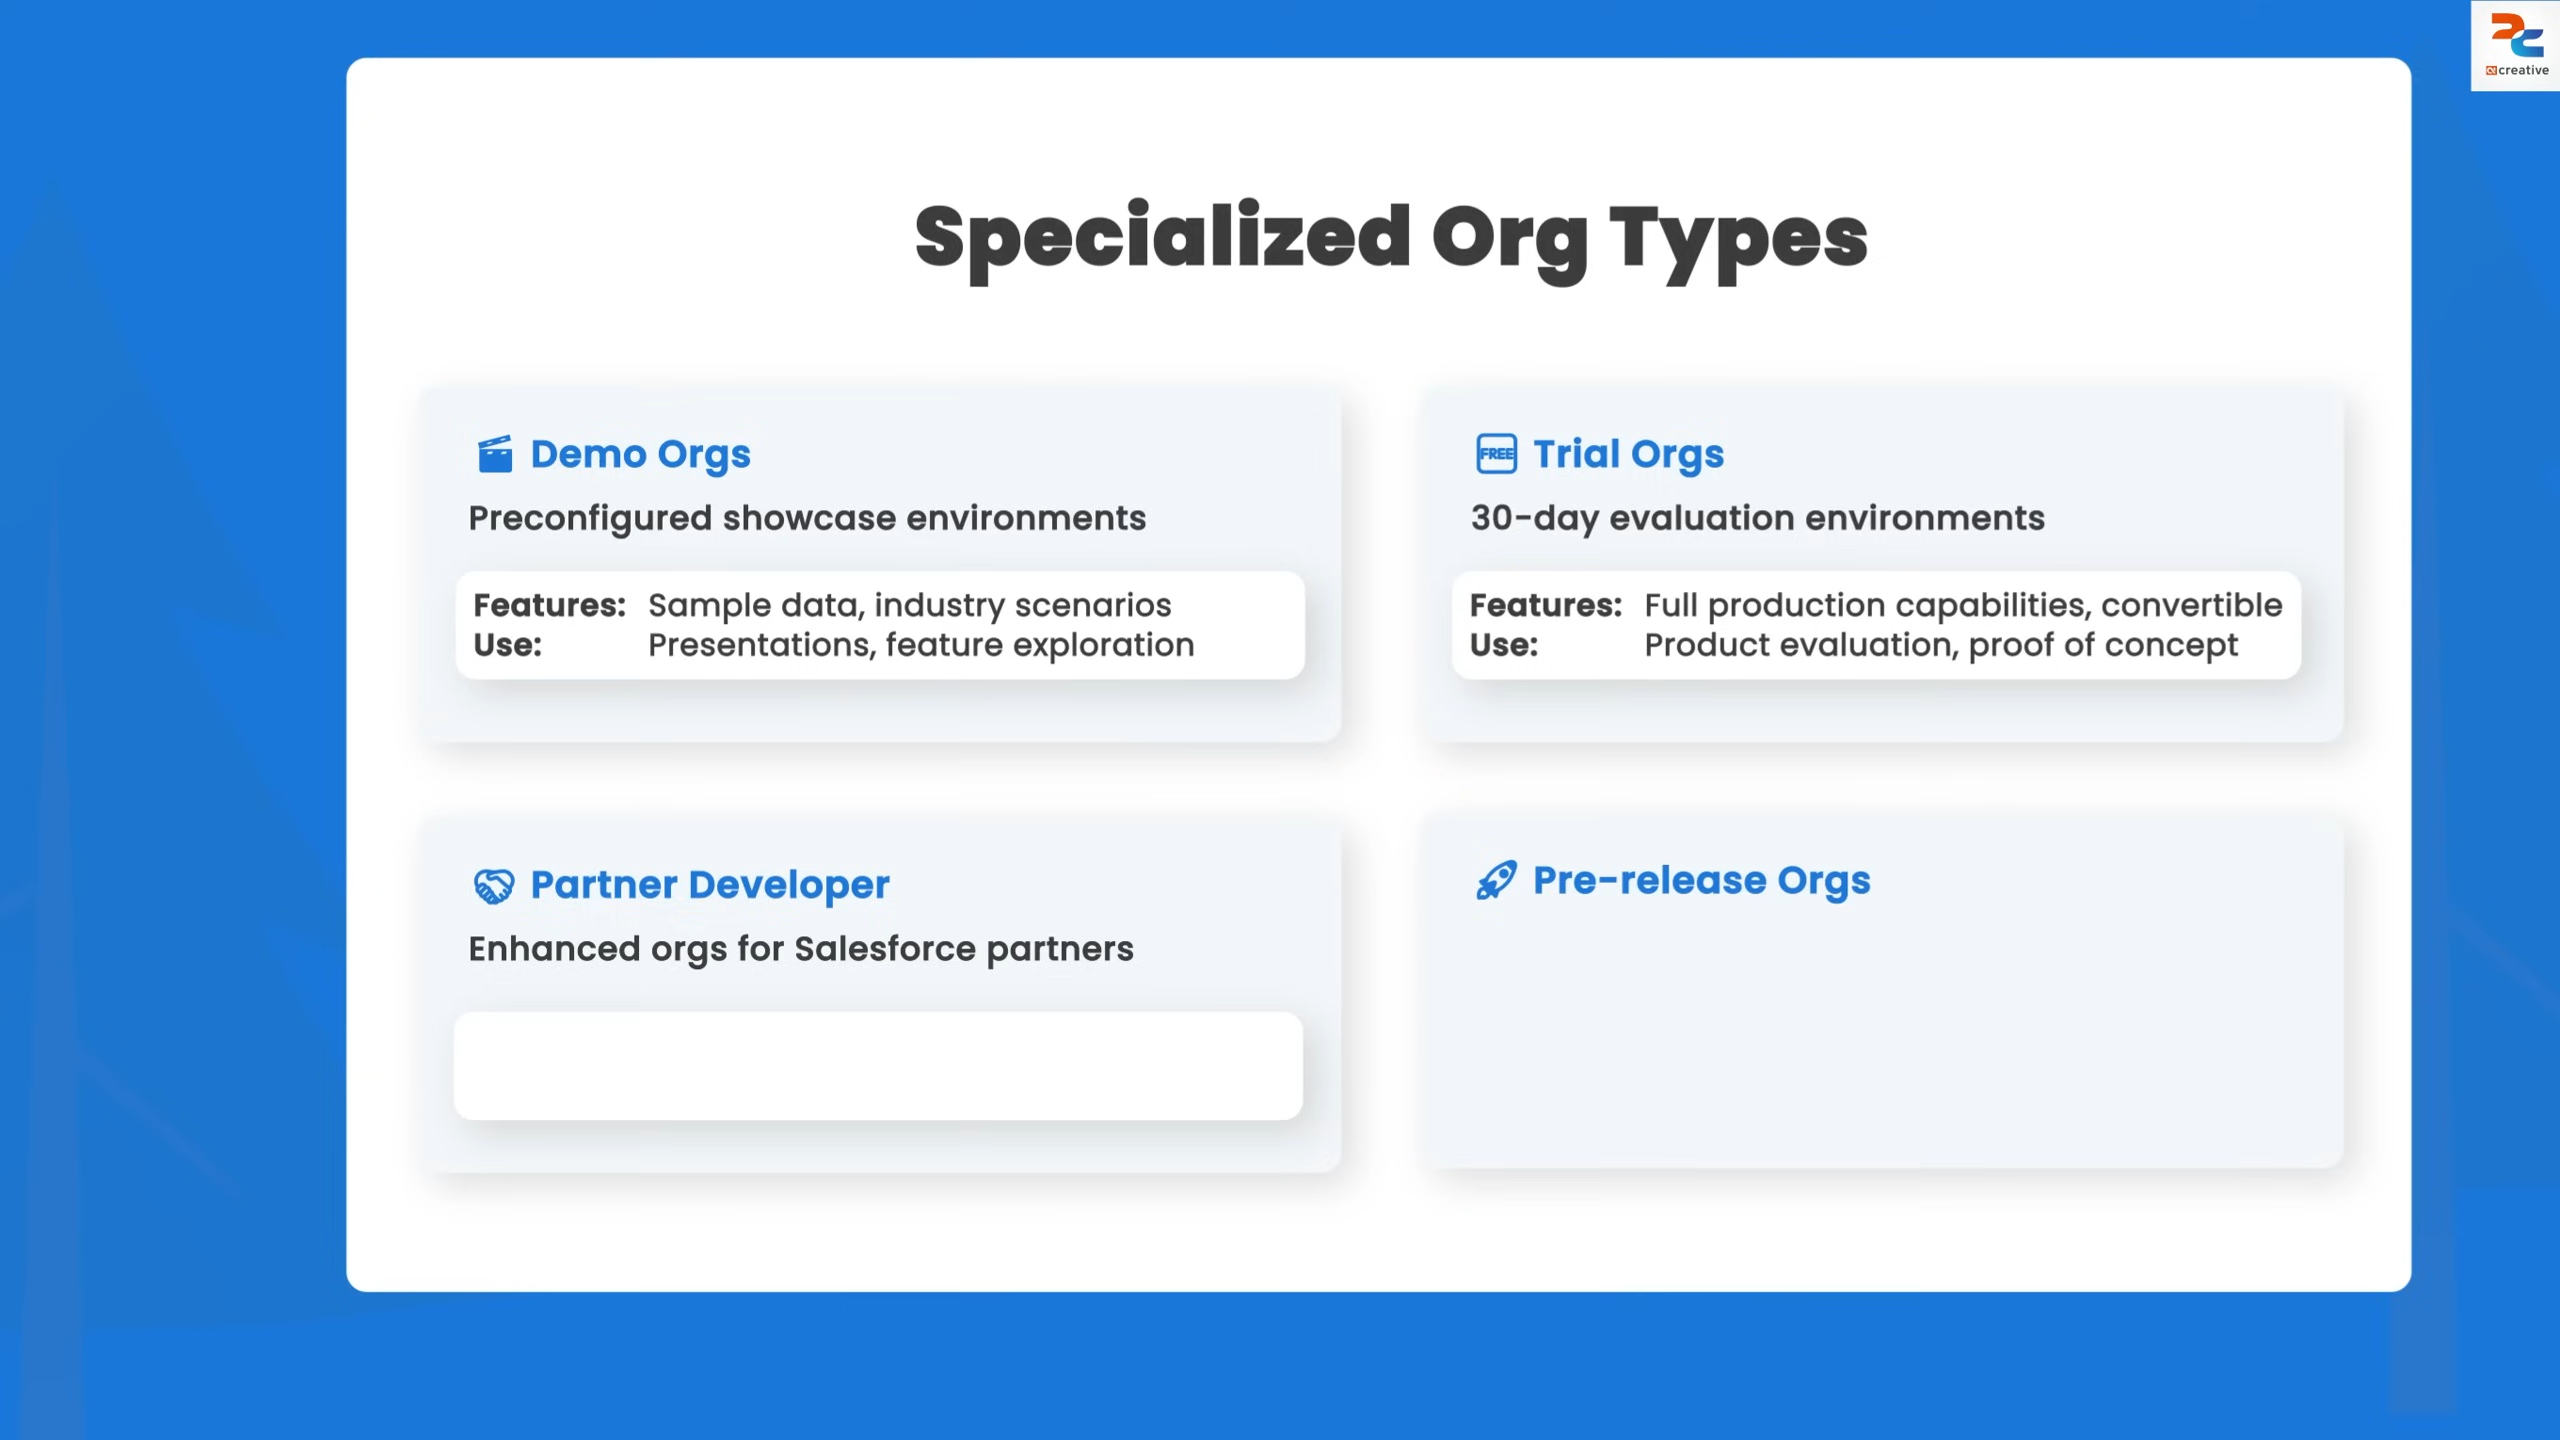 creative
Specialized Org Types
Demo Orgs
Preconfigured showcase environments
Features: Sample data, industry scenarios
Use: Presentations, feature exploration
FREE Trial Orgs
30-day evaluation environments
Features: Full production capabilities, convertible
Use: Product evaluation, proof of concept
Partner Developer
Enhanced orgs for Salesforce partners
Pre-release Orgs